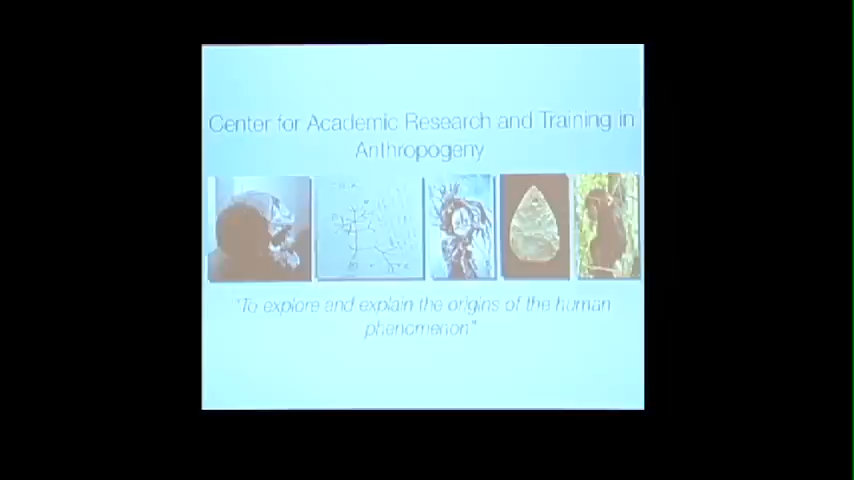 Center for Academic Research and Training in
Anthropogeny
"To explore and explain the origins of the human
phenomenon"